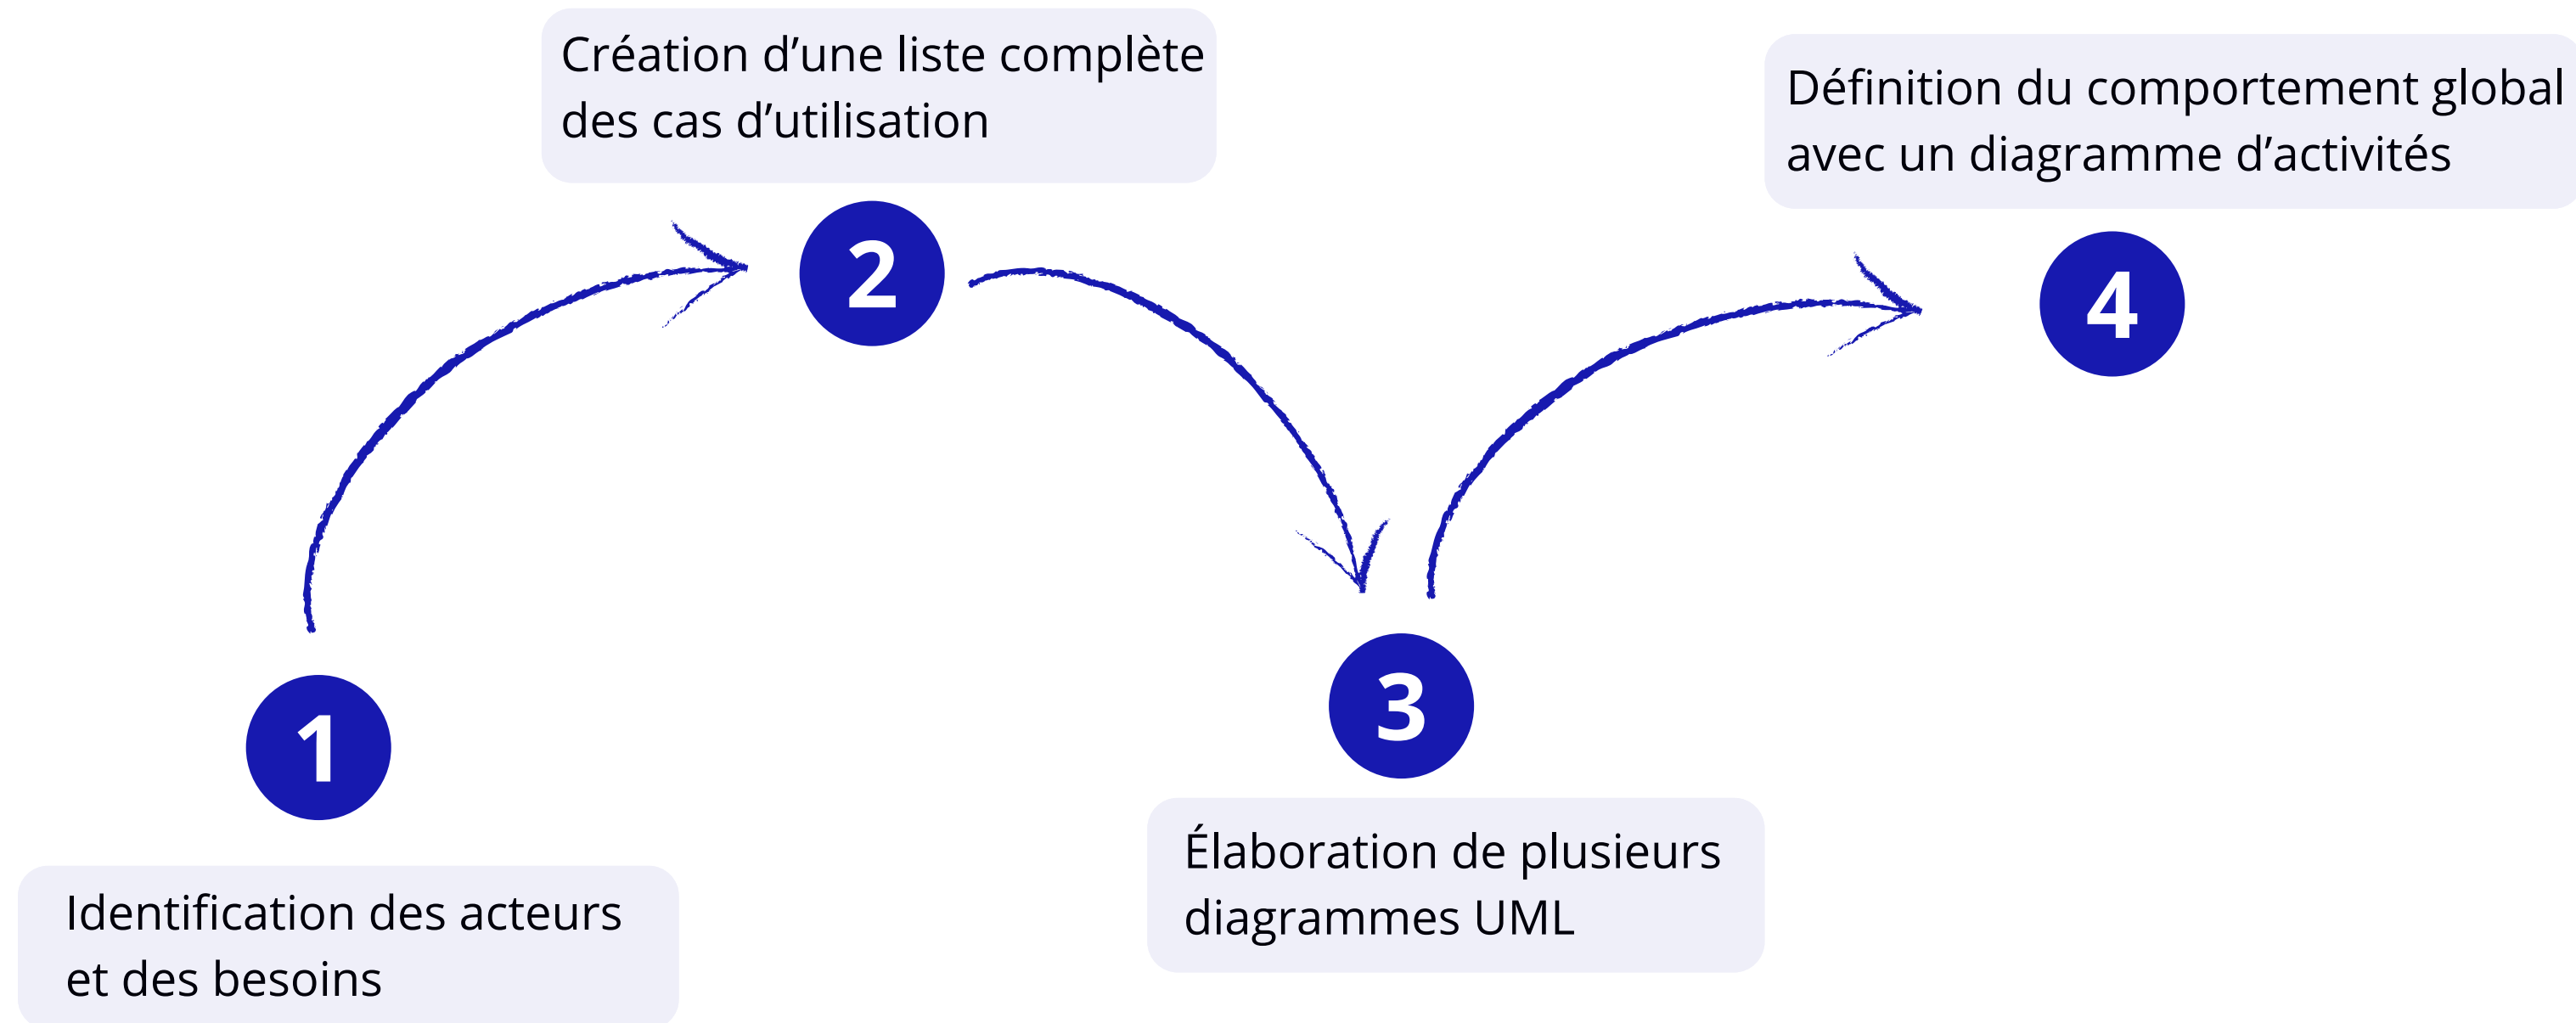 1
Identification des acteurs
et des besoins
2
Création d’une liste complète
des cas d’utilisation
3
Élaboration de plusieurs
diagrammes UML
4
Définition du comportement global
avec un diagramme d’activités